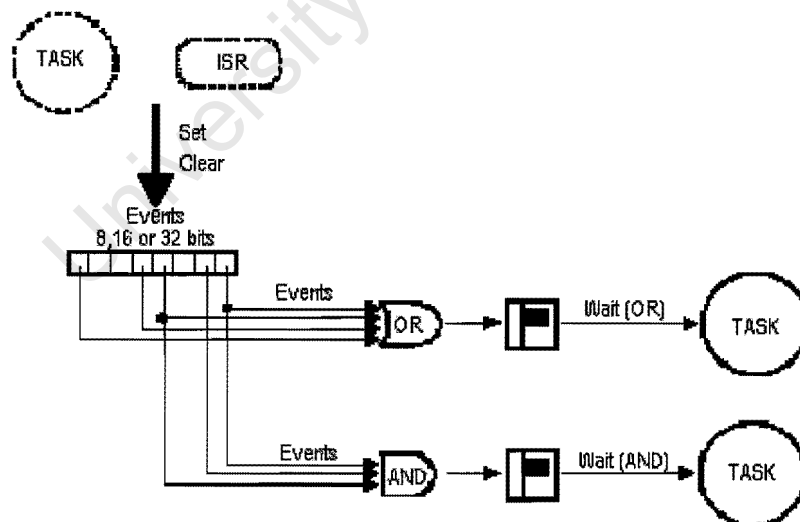 TASK
ISR
Set
Clear
Events
8,16 or 32 bits
Events
OR
Wait (OR)
TASK
Events
AND
Wait (AND)
TASK
University